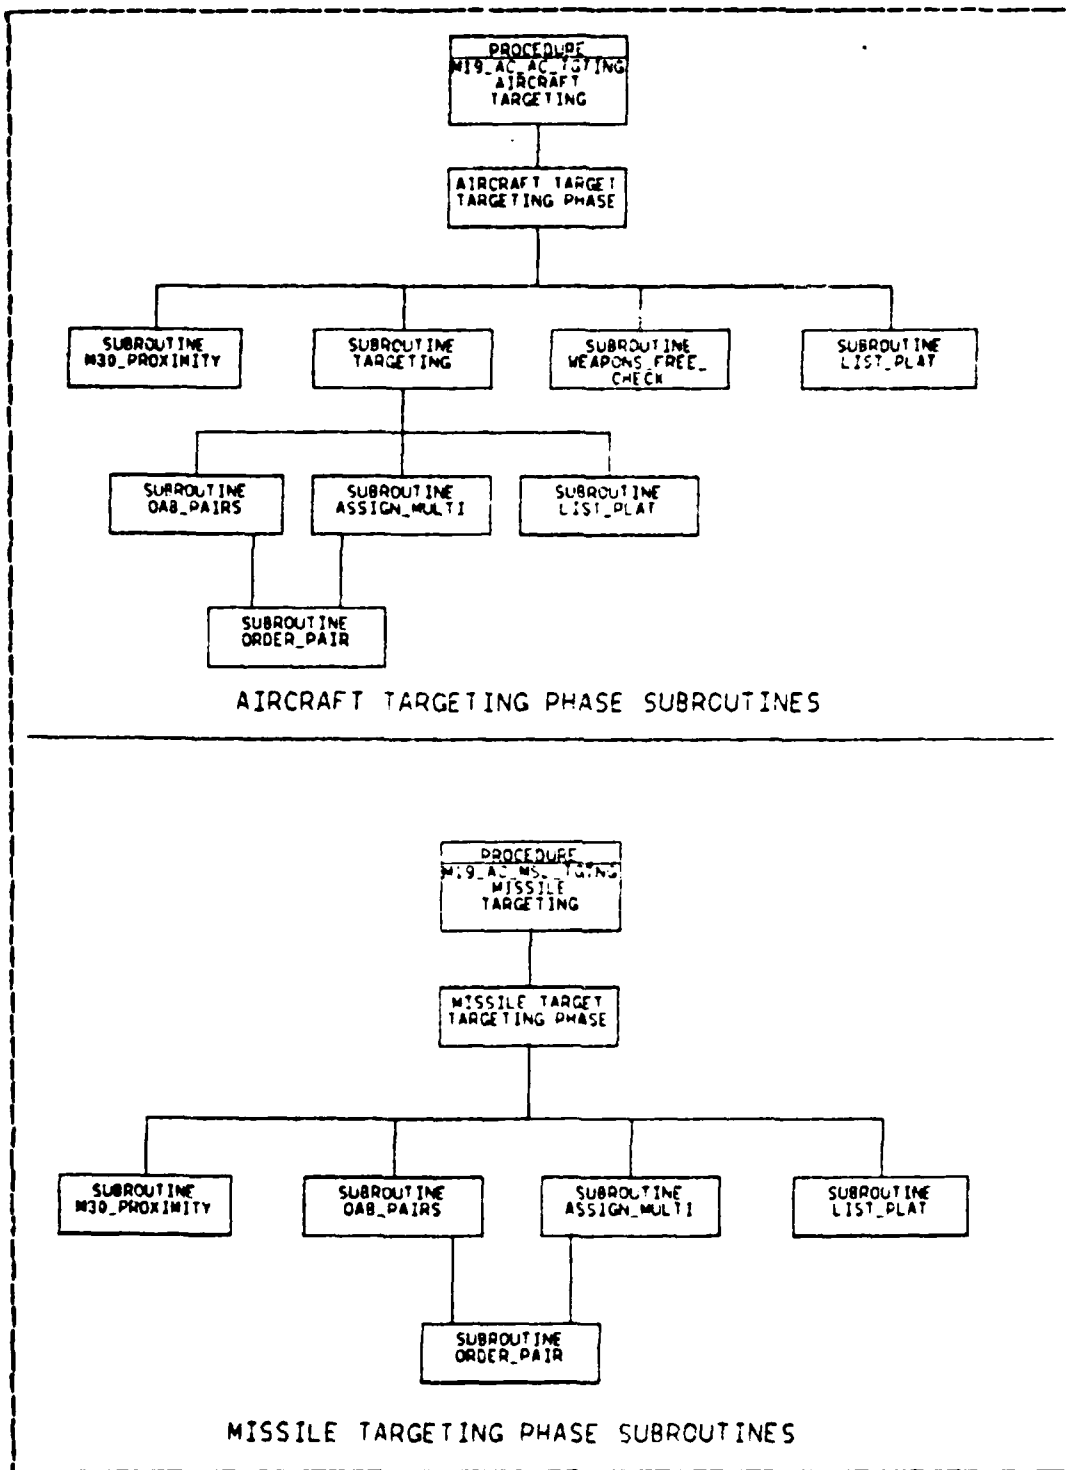 PROCEDURE
M19_AC_AC_TGTING
AIRCRAFT
TARGETING
AIRCRAFT TARGET
TARGETING PHASE
SUBROUTINE
M30_PROXIMITY
SUBROUTINE
TARGETING
SUBROUTINE
WEAPONS_FREE_
CHECK
SUBROUTINE
LIST_PLAT
SUBROUTINE
OAB_PAIRS
SUBROUTINE
ASSIGN_MULTI
SUBROUTINE
LIST_PLAT
SUBROUTINE
ORDER_PAIR
AIRCRAFT TARGETING PHASE SUBROUTINES
PROCEDURE
M19_AC_MSL_TGTNG
MISSILE
TARGETING
MISSILE TARGET
TARGETING PHASE
SUBROUTINE
M30_PROXIMITY
SUBROUTINE
OAB_PAIRS
SUBROUTINE
ASSIGN_MULTI
SUBROUTINE
LIST_PLAT
SUBROUTINE
ORDER_PAIR
MISSILE TARGETING PHASE SUBROUTINES